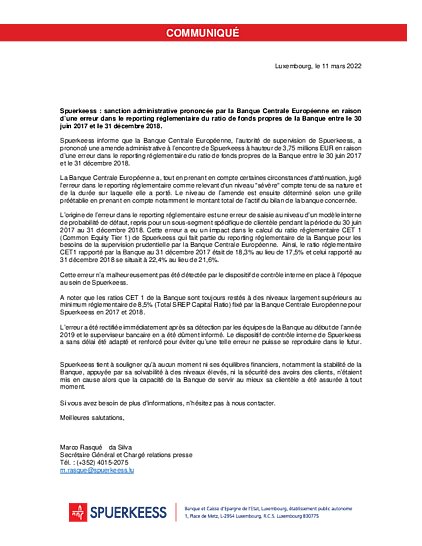 COMMUNIQUÉ
Luxembourg, le 11 mars 2022
Spuerkeess : sanction administrative prononcée par la Banque Centrale Européenne en raison
d'une erreur dans le reporting réglementaire du ratio de fonds propres de la Banque entre le 30
juin 2017 et le 31 décembre 2018.
Spuerkeess informe que la Banque Centrale Européenne, l'autorité de supervision de Spuerkeess, a
prononcé une amende administrative à l'encontre de Spuerkeess à hauteur de 3,75 millions EUR en raison
d'une erreur dans le reporting réglementaire du ratio de fonds propres de la Banque entre le 30 juin 2017
et le 31 décembre 2018.
La Banque Centrale Européenne a, tout en prenant en compte certaines circonstances d'atténuation, jugé
l'erreur dans le reporting réglementaire comme relevant d'un niveau "sévère" compte tenu de sa nature et
de la durée sur laquelle elle a porté. Le niveau de l'amende est ensuite déterminé selon une grille
préétablie en prenant en compte notamment le montant total de l'actif du bilan de la banque concernée.
L'origine de l'erreur dans le reporting réglementaire est une erreur de saisie au niveau d'un modèle interne
de probabilité de défaut, repris pour un sous-segment spécifique de clientèle pendant la période du 30 juin
2017 au 31 décembre 2018. Cette erreur a eu un impact dans le calcul du ratio réglementaire CET 1
(Common Equity Tier 1) de Spuerkeess qui fait partie du reporting réglementaire de la Banque pour les
besoins de la supervision prudentielle par la Banque Centrale Européenne. Ainsi, le ratio réglementaire
CET1 rapporté par la Banque au 31 décembre 2017 était de 18,3% au lieu de 17,5% et celui rapporté au
31 décembre 2018 se situait à 22,4% au lieu de 21,6%.
Cette erreur n'a malheureusement pas été détectée par le dispositif de contrôle interne en place à l'époque
au sein de Spuerkeess.
A noter que les ratios CET 1 de la Banque sont toujours restés à des niveaux largement supérieurs au
minimum réglementaire de 8,5% (Total SREP Capital Ratio) fixé par la Banque Centrale Européenne pour
Spuerkeess en 2017 et 2018.
L'erreur a été rectifiée immédiatement après sa détection par les équipes de la Banque au début de l'année
2019 et le superviseur bancaire en a été dûment informé. Le dispositif de contrôle interne de Spuerkeess
a sans délai été adapté et renforcé pour éviter qu'une telle erreur ne puisse se reproduire dans le futur.
Spuerkeess tient à souligner qu'à aucun moment ni ses équilibres financiers, notamment la stabilité de la
Banque, appuyée par sa solvabilité à des niveaux élevés, ni la sécurité des avoirs des clients, n'étaient
mis en cause alors que la capacité de la Banque de servir au mieux sa clientèle a été assurée à tout
moment.
Si vous avez besoin de plus d'informations, n'hésitez pas à nous contacter.
Meilleures salutations,
Marco Rasqué da Silva
Secrétaire Général et Chargé relations presse
Tél. : (+352) 4015-2075
m.rasque@spuerkeess.lu
SPUERKEESS
Banque et Caisse d'Epargne de l'Etat, Luxembourg, établissement public autonome
1, Place de Metz, L-2954 Luxembourg, R.C.S. Luxembourg B30775